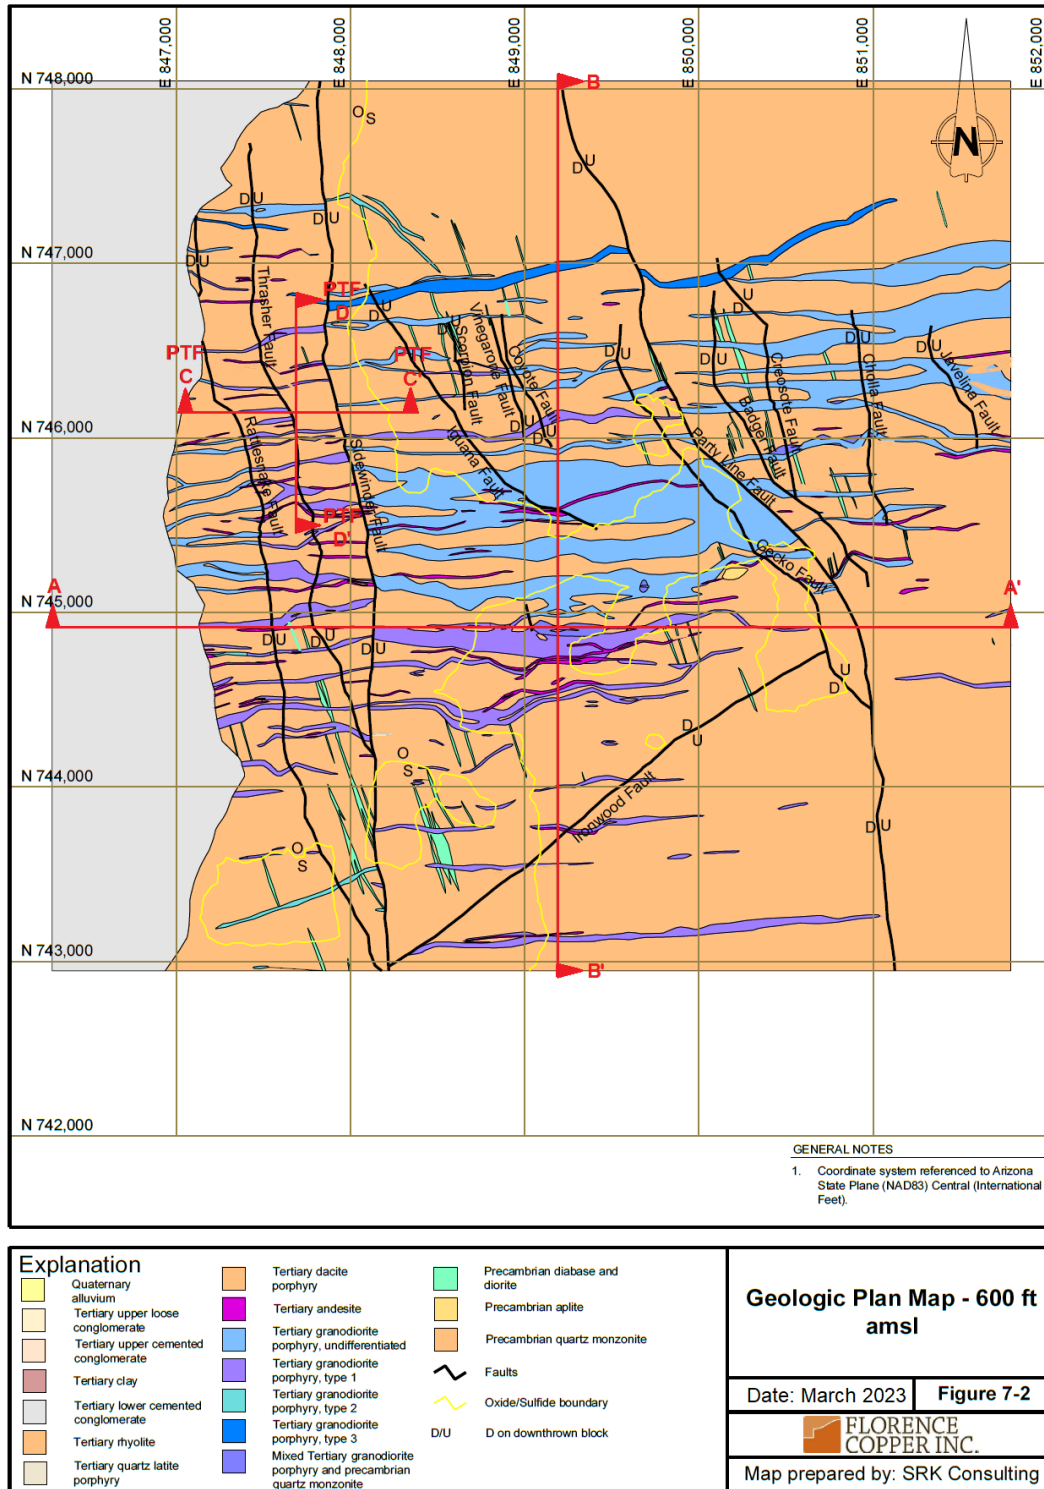 E 847,000
E 848,000
E 849,000
E 850,000
E 851,000
E 852,000
N 748,000
B
N
O
S
D U
D U
D U
D U
N 747,000
Thrasher Fault
PTF
D
D U
D U
D U
Scorpion Fault
Vinegarone Fault
Coyote Fault
D U
D U
D U
D U
PTF
C
PTF
C'
Creosote Fault
Cholla Fault
Javelina Fault
Badger Fault
N 746,000
Rattlesnake Fault
Sidewinder Fault
Iguana Fault
D U
D U
Party Line Fault
PTF
D'
Gecko Fault
A
A'
N 745,000
D U
D U
D U
U
D
O
S
D
U
N 744,000
Ironwood Fault
D U
O
S
N 743,000
B'
N 742,000
GENERAL NOTES
1. Coordinate system referenced to Arizona
State Plane (NAD83) Central (International
Feet).
Explanation
Quaternary
alluvium
Tertiary upper loose
conglomerate
Tertiary upper cemented
conglomerate
Tertiary clay
Tertiary lower cemented
conglomerate
Tertiary rhyolite
Tertiary quartz latite
porphyry
Tertiary dacite
porphyry
Tertiary andesite
Tertiary granodiorite
porphyry, undifferentiated
Tertiary granodiorite
porphyry, type 1
Tertiary granodiorite
porphyry, type 2
Tertiary granodiorite
porphyry, type 3
Mixed Tertiary granodiorite
porphyry and precambrian
quartz monzonite
Precambrian diabase and
diorite
Precambrian aplite
Precambrian quartz monzonite
Faults
Oxide/Sulfide boundary
D/U D on downthrown block
Geologic Plan Map - 600 ft
amsl
Date: March 2023
Figure 7-2
FLORENCE
COPPER INC.
Map prepared by: SRK Consulting